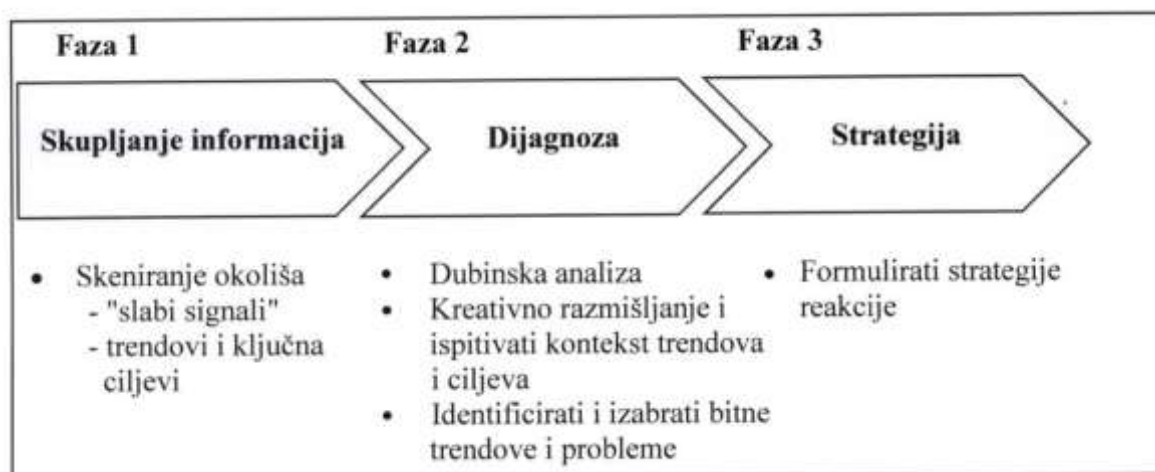 Faza 1
Faza 2
Faza 3
Skupljanje informacija
Dijagnoza
Strategija
• Skeniranje okoliša
- "slabi signali"
- trendovi i ključna
ciljevi
• Dubinska analiza
• Kreativno razmišljanje i
ispitivati kontekst trendova
i ciljeva
• Identificirati i izabrati bitne
trendove i probleme
• Formulirati strategije
reakcije